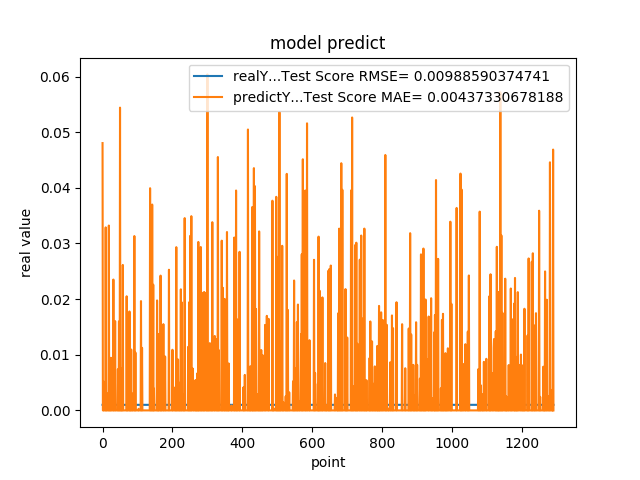 model predict
realY...Test Score RMSE= 0.00988590374741
predictY...Test Score MAE= 0.00437330678188
0.06
0.05
0.04
0.03
0.02
0.01
0.00
real value
0 200 400 600 800 1000 1200
point